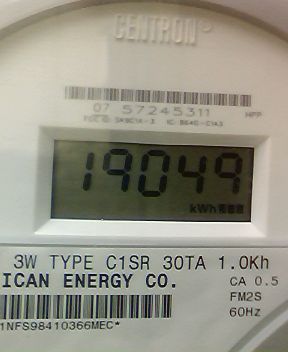 CENTRON®
07 57245311 HPP
19049
kWh
3W TYPE C1SR 30TA 1.0Kh
ICAN ENERGY CO. CA 0.5
FM2S
1NFS98410366MEC* 60Hz